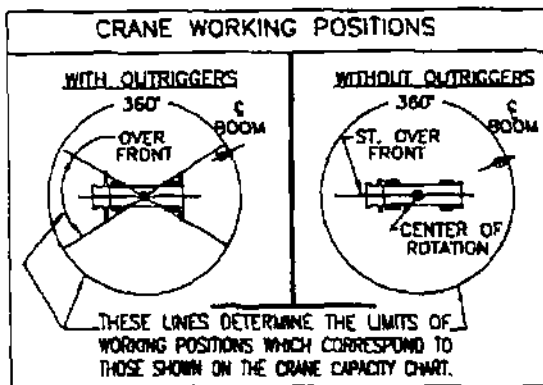 CRANE WORKING POSITIONS
WITH OUTRIGGERS
360°
℄
BOOM
OVER
FRONT
WITHOUT OUTRIGGERS
360°
℄
BOOM
ST. OVER
FRONT
CENTER OF
ROTATION
THESE LINES DETERMINE THE LIMITS OF
WORKING POSITIONS WHICH CORRESPOND TO
THOSE SHOWN ON THE CRANE CAPACITY CHART.